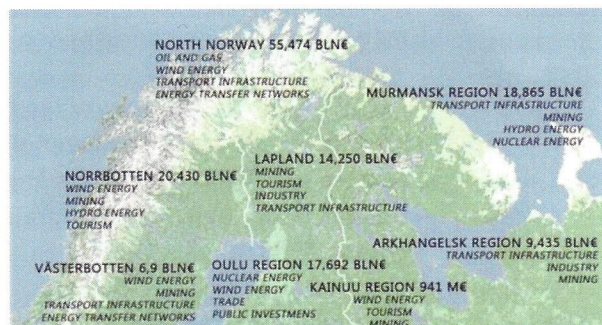 NORTH NORWAY 55,474 BLN€
OIL AND GAS
WIND ENERGY
TRANSPORT INFRASTRUCTURE
ENERGY TRANSFER NETWORKS
MURMANSK REGION 18,865 BLN€
TRANSPORT INFRASTRUCTURE
MINING
HYDRO ENERGY
NUCLEAR ENERGY
NORRBOTTEN 20,430 BLN€
WIND ENERGY
MINING
HYDRO ENERGY
TOURISM
LAPLAND 14,250 BLN€
MINING
TOURISM
INDUSTRY
TRANSPORT INFRASTRUCTURE
ARKHANGELSK REGION 9,435 BLN€
TRANSPORT INFRASTRUCTURE
INDUSTRY
MINING
VÄSTERBOTTEN 6,9 BLN€
WIND ENERGY
MINING
TRANSPORT INFRASTRUCTURE
ENERGY TRANSFER NETWORKS
OULU REGION 17,692 BLN€
NUCLEAR ENERGY
WIND ENERGY
TRADE
PUBLIC INVESTMENS
KAINUU REGION 941 M€
WIND ENERGY
TOURISM
MINING